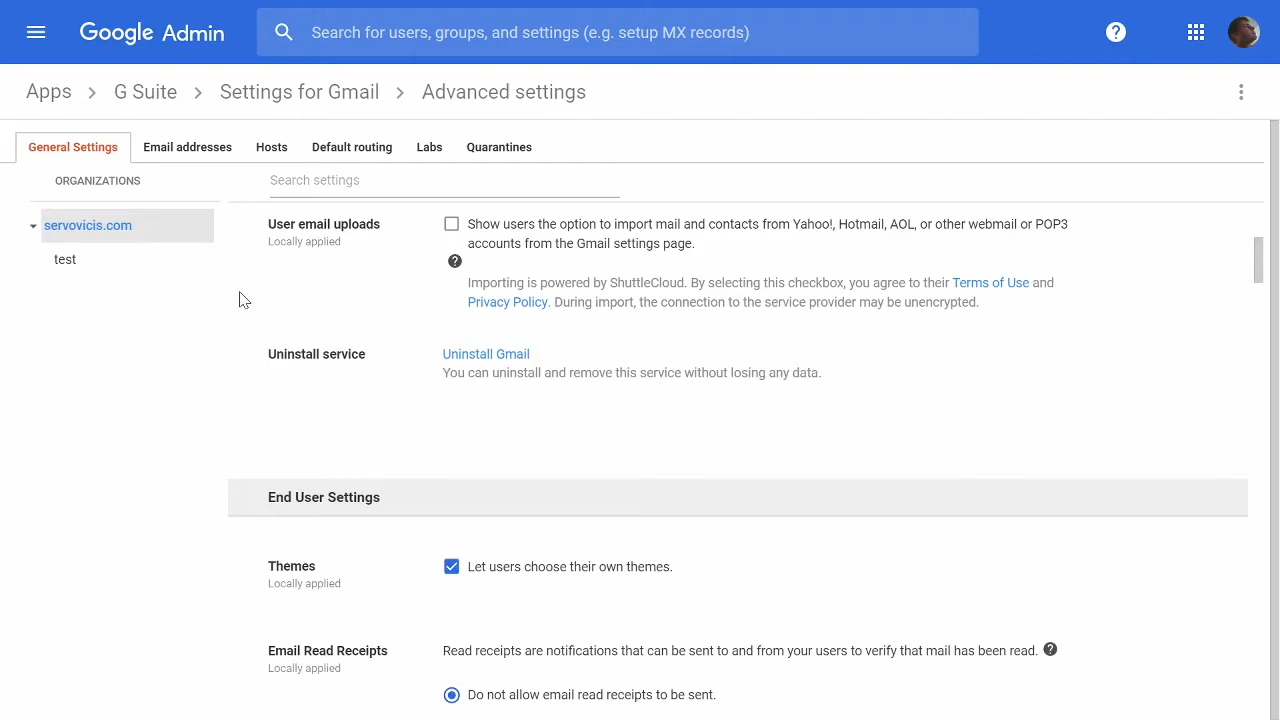 Google Admin
Search for users, groups, and settings (e.g. setup MX records)
Apps > G Suite > Settings for Gmail > Advanced settings
General Settings Email addresses Hosts Default routing Labs Quarantines
ORGANIZATIONS
Search settings
servovicis.com
test
User email uploads
Locally applied
Show users the option to import mail and contacts from Yahoo!, Hotmail, AOL, or other webmail or POP3
accounts from the Gmail settings page.
Importing is powered by ShuttleCloud. By selecting this checkbox, you agree to their Terms of Use and
Privacy Policy. During import, the connection to the service provider may be unencrypted.
Uninstall service
Uninstall Gmail
You can uninstall and remove this service without losing any data.
End User Settings
Themes
Locally applied
Let users choose their own themes.
Email Read Receipts
Locally applied
Read receipts are notifications that can be sent to and from your users to verify that mail has been read.
Do not allow email read receipts to be sent.